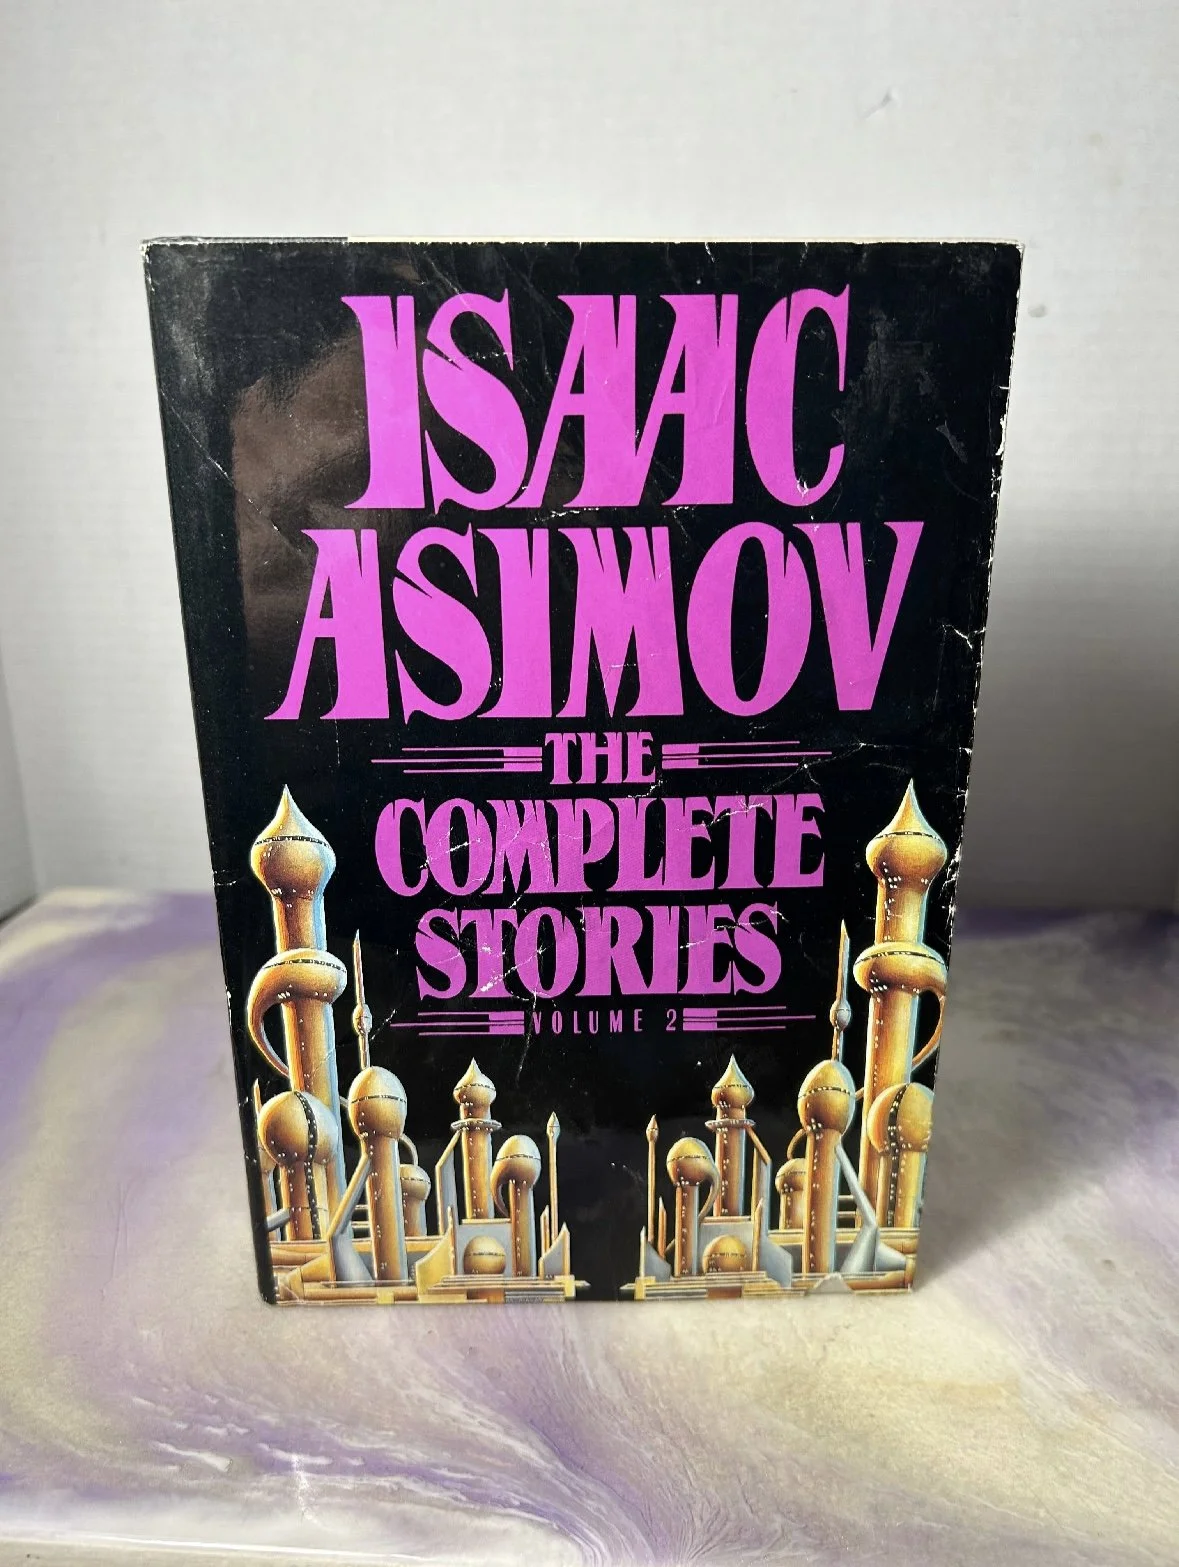 ISAAC
ASIMOV
THE
COMPLETE
STORIES
VOLUME 2